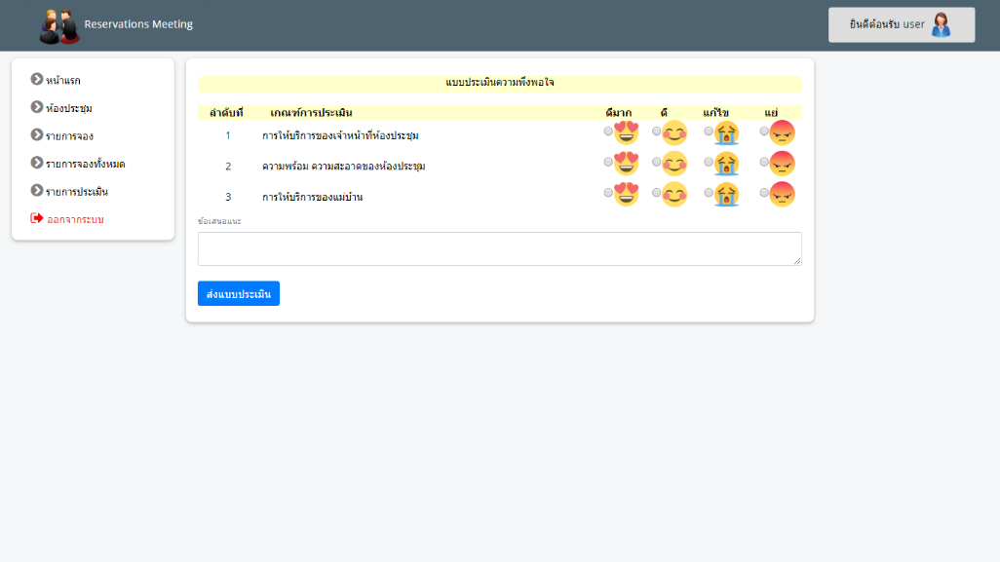 Reservations Meeting
ยินดีต้อนรับ user
หน้าแรก
ห้องประชุม
รายการจอง
รายการจองทั้งหมด
รายการประเมิน
ออกจากระบบ
แบบประเมินความพึงพอใจ
ลำดับที่ เกณฑ์การประเมิน ดีมาก ดี แก้ไข แย่
1 การให้บริการของเจ้าหน้าที่ห้องประชุม
2 ความพร้อม ความสะอาดของห้องประชุม
3 การให้บริการของแม่บ้าน
ข้อเสนอแนะ
ส่งแบบประเมิน